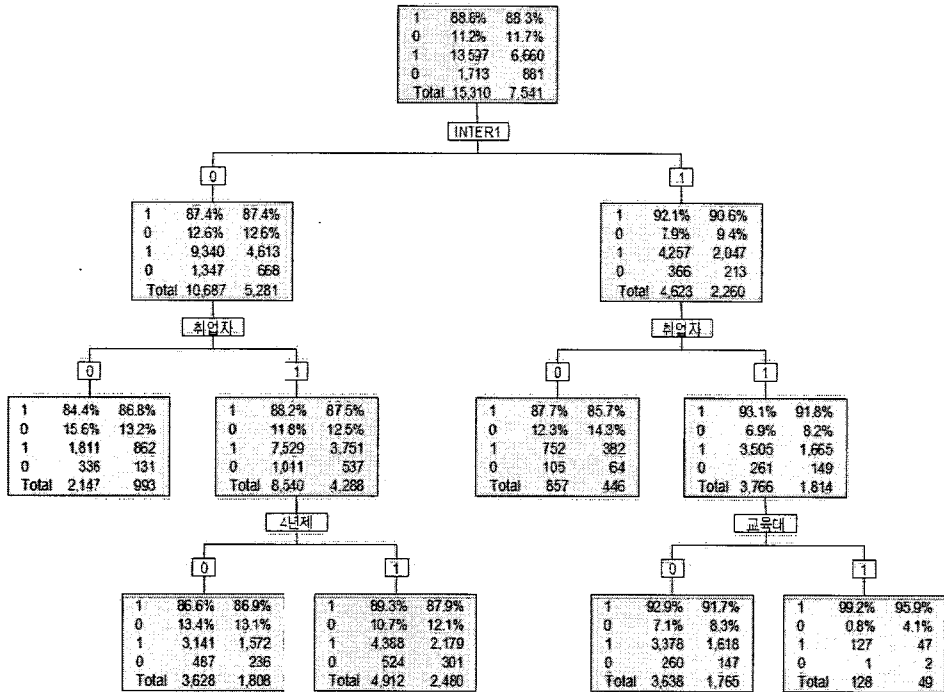 1 88.8% 88.3%
0 11.2% 11.7%
1 13,597 6,660
0 1,713 881
Total 15,310 7,541
INTER1
0
1
1 87.4% 87.4%
0 12.6% 12.6%
1 9,340 4,613
0 1,347 668
Total 10,687 5,281
1 92.1% 90.6%
0 7.9% 9.4%
1 4,257 2,047
0 366 213
Total 4,623 2,260
취업자
취업자
0
1
0
1
1 84.4% 86.8%
0 15.6% 13.2%
1 1,811 862
0 336 131
Total 2,147 993
1 88.2% 87.5%
0 11.8% 12.5%
1 7,529 3,751
0 1,011 537
Total 8,540 4,288
1 87.7% 85.7%
0 12.3% 14.3%
1 752 382
0 105 64
Total 857 446
1 93.1% 91.8%
0 6.9% 8.2%
1 3,505 1,665
0 261 149
Total 3,766 1,814
4년제
교육대
0
1
0
1
1 86.6% 86.9%
0 13.4% 13.1%
1 3,141 1,572
0 487 236
Total 3,628 1,808
1 89.3% 87.9%
0 10.7% 12.1%
1 4,388 2,179
0 524 301
Total 4,912 2,480
1 92.9% 91.7%
0 7.1% 8.3%
1 3,378 1,618
0 260 147
Total 3,638 1,765
1 99.2% 95.9%
0 0.8% 4.1%
1 127 47
0 1 2
Total 128 49